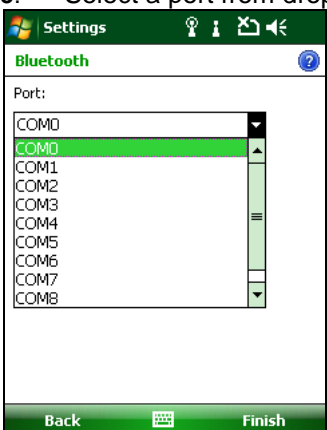 Select a port from drop
Settings
Bluetooth
?
Port:
COM0
COM0
COM1
COM2
COM3
COM4
COM5
COM6
COM7
COM8
Back Finish